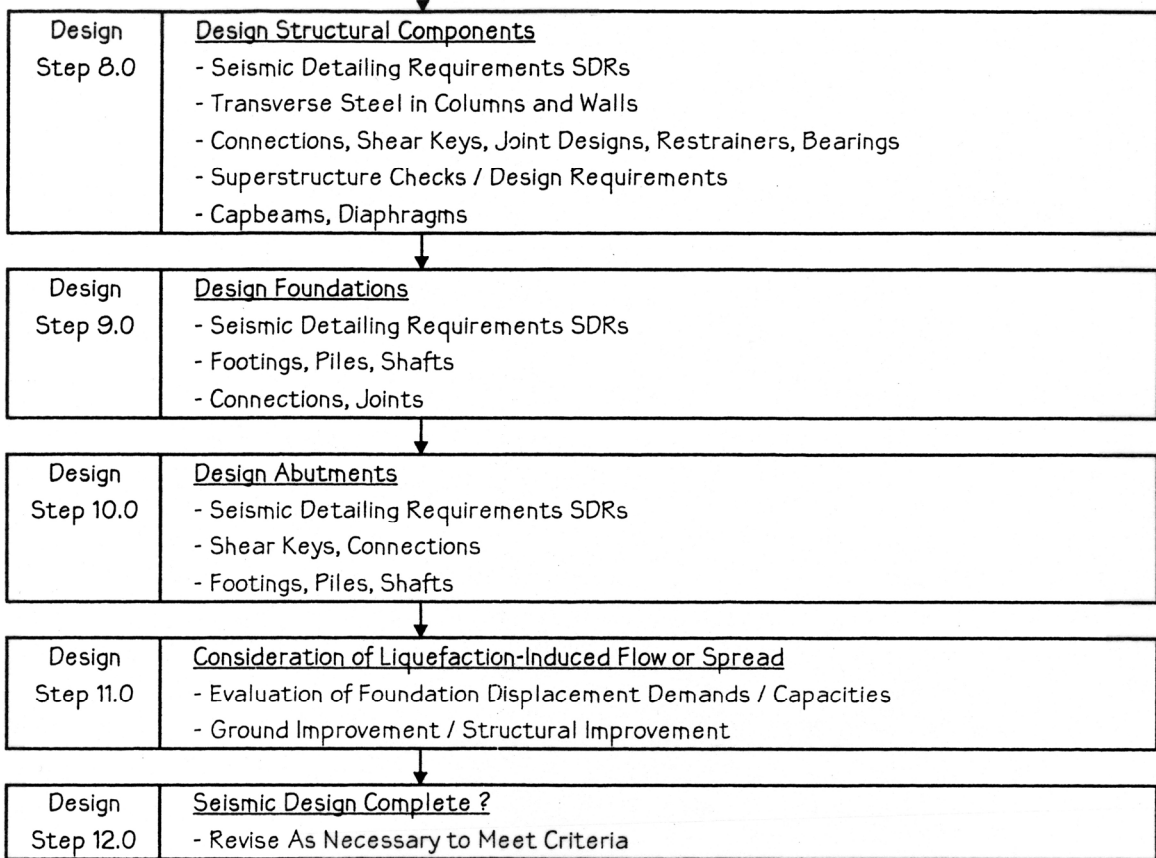 Design Design Structural Components
Step 8.0 - Seismic Detailing Requirements SDRs
- Transverse Steel in Columns and Walls
- Connections, Shear Keys, Joint Designs, Restrainers, Bearings
- Superstructure Checks / Design Requirements
- Capbeams, Diaphragms
Design Design Foundations
Step 9.0 - Seismic Detailing Requirements SDRs
- Footings, Piles, Shafts
- Connections, Joints
Design Design Abutments
Step 10.0 - Seismic Detailing Requirements SDRs
- Shear Keys, Connections
- Footings, Piles, Shafts
Design Consideration of Liquefaction-Induced Flow or Spread
Step 11.0 - Evaluation of Foundation Displacement Demands / Capacities
- Ground Improvement / Structural Improvement
Design Seismic Design Complete ?
Step 12.0 - Revise As Necessary to Meet Criteria